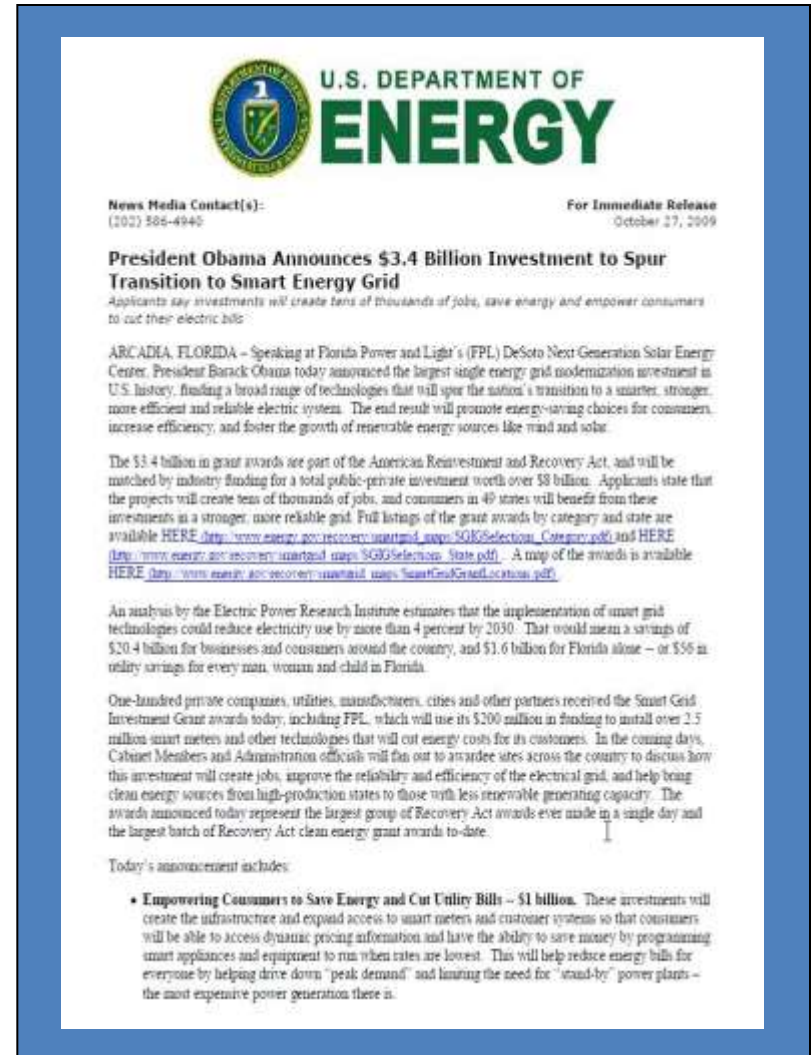 U.S. DEPARTMENT OF
ENERGY
News Media Contact(s):
(202) 586-4940
For Immediate Release
October 27, 2009
President Obama Announces $3.4 Billion Investment to Spur
Transition to Smart Energy Grid
Applicants say investments will create tens of thousands of jobs, save energy and empower consumers
to cut their electric bills
ARCADIA, FLORIDA – Speaking at Florida Power and Light's (FPL) DeSoto Next Generation Solar Energy
Center, President Barack Obama today announced the largest single energy grid modernization investment in
U.S. history, funding a broad range of technologies that will spur the nation's transition to a smarter, stronger,
more efficient and reliable electric system. The end result will promote energy-saving choices for consumers,
increase efficiency, and foster the growth of renewable energy sources like wind and solar.
The $3.4 billion in grant awards are part of the American Reinvestment and Recovery Act, and will be
matched by industry funding for a total public-private investment worth over $8 billion. Applicants state that
the projects will create tens of thousands of jobs, and consumers in 49 states will benefit from these
investments in a stronger, more reliable grid. Full listings of the grant awards by category and state are
available HERE (http://www.energy.gov/recovery/smartgrid_maps/SGIGSelections_Category.pdf) and HERE
(http://www.energy.gov/recovery/smartgrid_maps/SGIGSelections_State.pdf) . A map of the awards is available
HERE (http://www.energy.gov/recovery/smartgrid_maps/SmartGridGrantLocations.pdf) .
An analysis by the Electric Power Research Institute estimates that the implementation of smart grid
technologies could reduce electricity use by more than 4 percent by 2030. That would mean a savings of
$20.4 billion for businesses and consumers around the country, and $1.6 billion for Florida alone -- or $56 in
utility savings for every man, woman and child in Florida.
One-hundred private companies, utilities, manufacturers, cities and other partners received the Smart Grid
Investment Grant awards today, including FPL, which will use its $200 million in funding to install over 2.5
million smart meters and other technologies that will cut energy costs for its customers. In the coming days,
Cabinet Members and Administration officials will fan out to awardee sites across the country to discuss how
this investment will create jobs, improve the reliability and efficiency of the electrical grid, and help bring
clean energy sources from high-production states to those with less renewable generating capacity. The
awards announced today represent the largest group of Recovery Act awards ever made in a single day and
the largest batch of Recovery Act clean energy grant awards to-date.
Today's announcement includes:
• Empowering Consumers to Save Energy and Cut Utility Bills -- $1 billion. These investments will
create the infrastructure and expand access to smart meters and customer systems so that consumers
will be able to access dynamic pricing information and have the ability to save money by programming
smart appliances and equipment to run when rates are lowest. This will help reduce energy bills for
everyone by helping drive down "peak demand" and limiting the need for "stand-by" power plants –
the most expensive power generation there is.